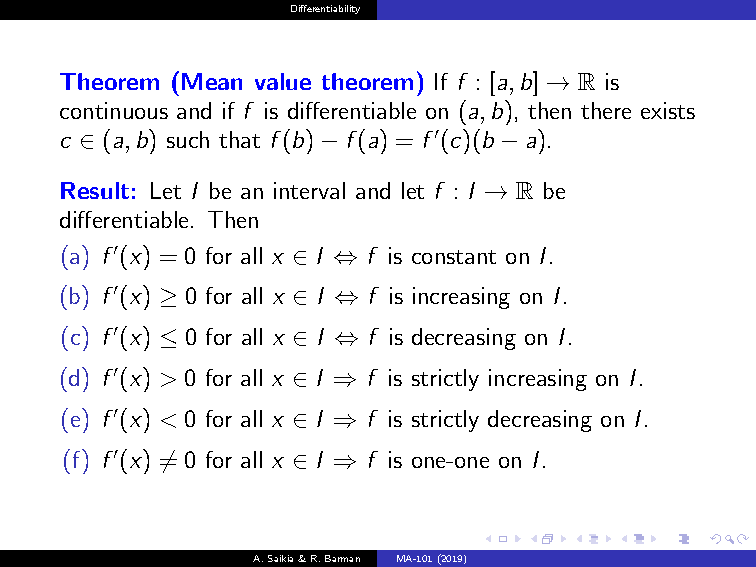 Differentiability
Theorem (Mean value theorem) If f : [a, b] → ℝ is
continuous and if f is differentiable on (a, b), then there exists
c ∈ (a, b) such that f(b) − f(a) = f′(c)(b − a).
Result: Let I be an interval and let f : I → ℝ be
differentiable. Then
(a) f′(x) = 0 for all x ∈ I ⇔ f is constant on I.
(b) f′(x) ≥ 0 for all x ∈ I ⇔ f is increasing on I.
(c) f′(x) ≤ 0 for all x ∈ I ⇔ f is decreasing on I.
(d) f′(x) > 0 for all x ∈ I ⇒ f is strictly increasing on I.
(e) f′(x) < 0 for all x ∈ I ⇒ f is strictly decreasing on I.
(f) f′(x) ≠ 0 for all x ∈ I ⇒ f is one-one on I.
A. Saikia & R. Barman MA-101 (2019)